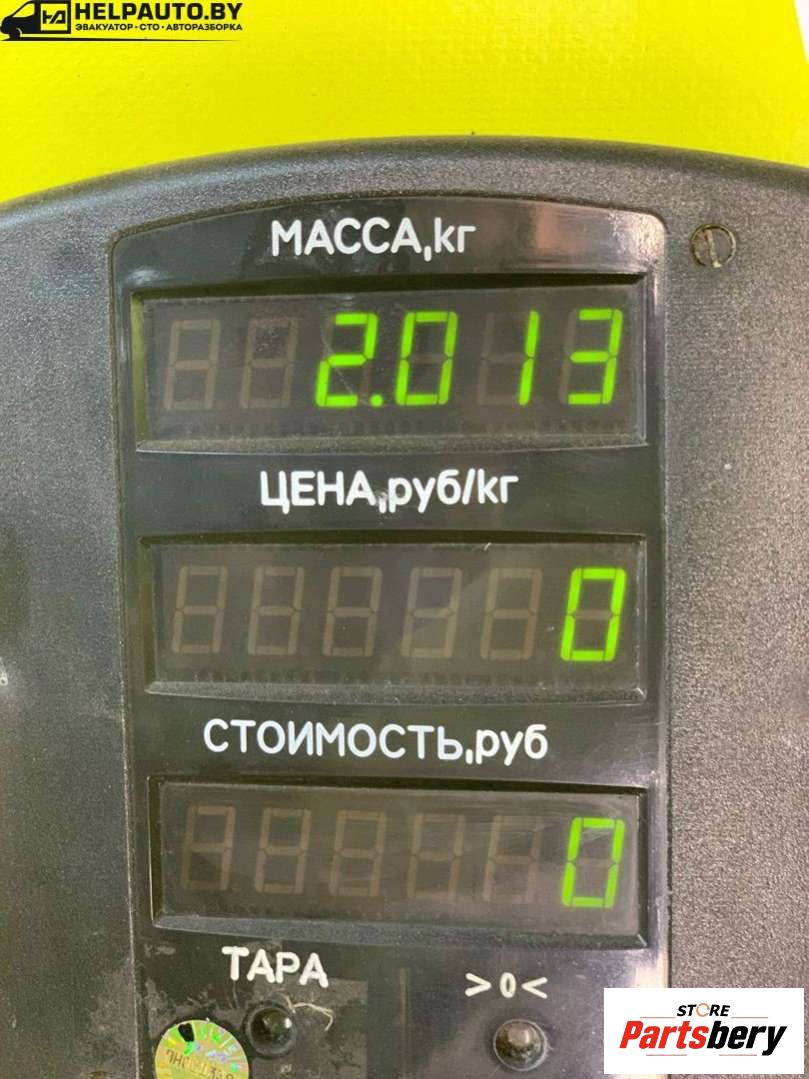 HELPAUTO.BY
ЭВАКУАТОР • СТО • АВТОРАЗБОРКА
МАССА,кг
2.013
ЦЕНА,руб/кг
0
СТОИМОСТЬ,руб
0
ТАРА
>0<
STORE
Partsbery